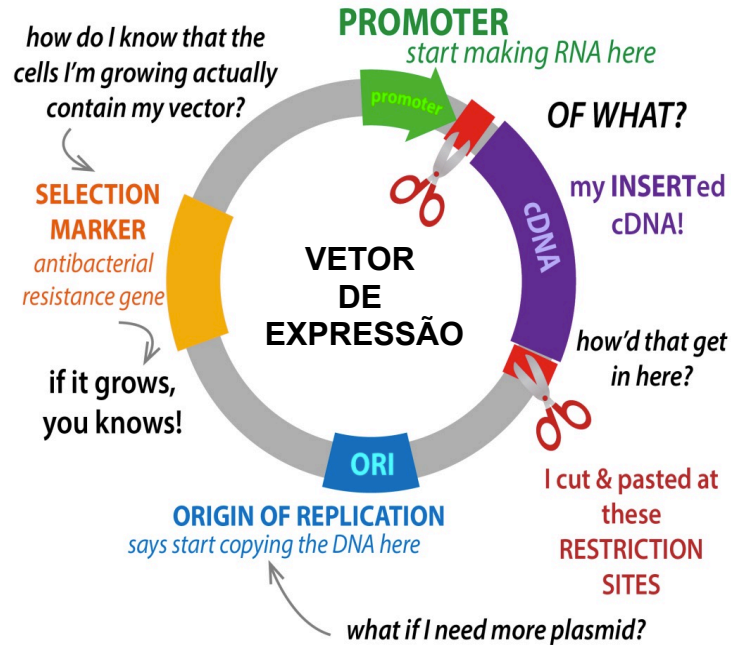 PROMOTER
start making RNA here
how do I know that the
cells I'm growing actually
contain my vector?
promoter
OF WHAT?
SELECTION
MARKER
antibacterial
resistance gene
my INSERTed
cDNA!
cDNA
VETOR
DE
EXPRESSÃO
how'd that get
in here?
if it grows,
you knows!
ORI
ORIGIN OF REPLICATION
says start copying the DNA here
I cut & pasted at
these
RESTRICTION
SITES
what if I need more plasmid?